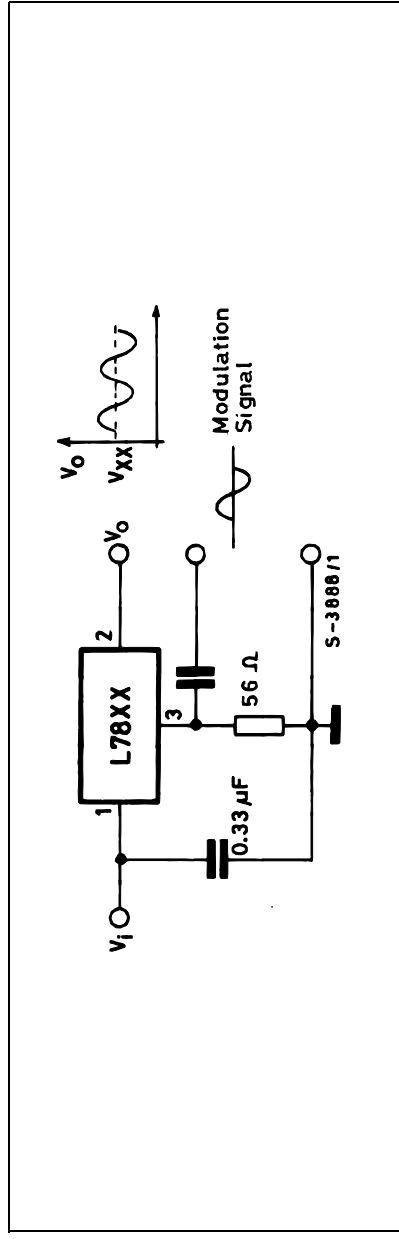 Vo
VXX
Modulation
Signal
Vi
1
L78XX
2
Vo
3
0.33 µF
56 Ω
S-3888/1